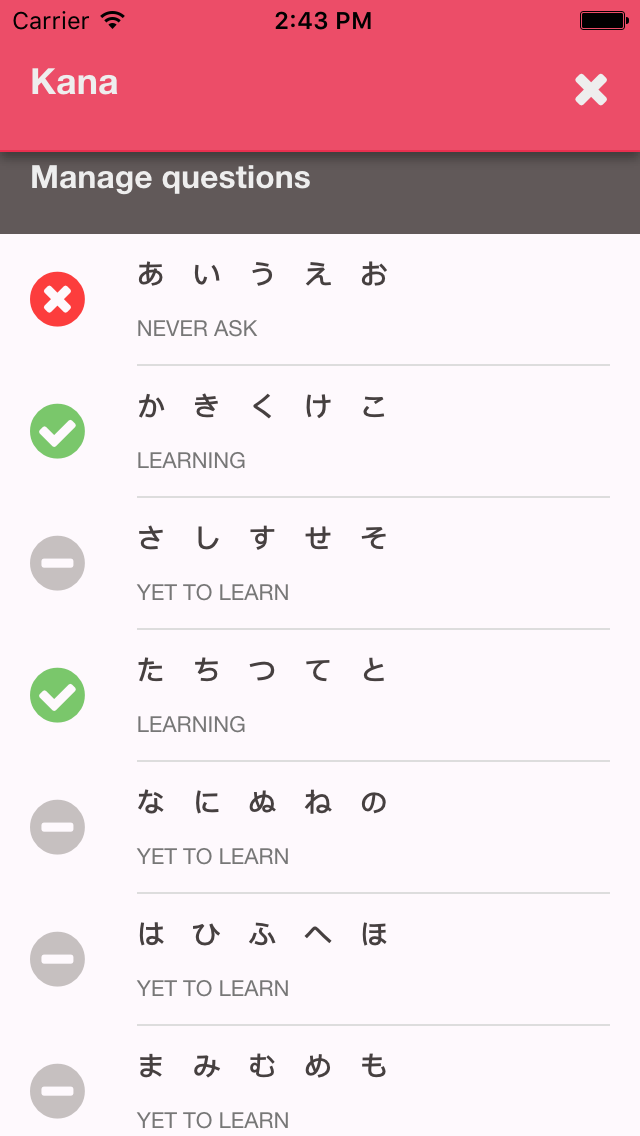 Carrier 2:43 PM
Kana
Manage questions
あ い う え お
NEVER ASK
か き く け こ
LEARNING
さ し す せ そ
YET TO LEARN
た ち つ て と
LEARNING
な に ぬ ね の
YET TO LEARN
は ひ ふ へ ほ
YET TO LEARN
ま み む め も
YET TO LEARN